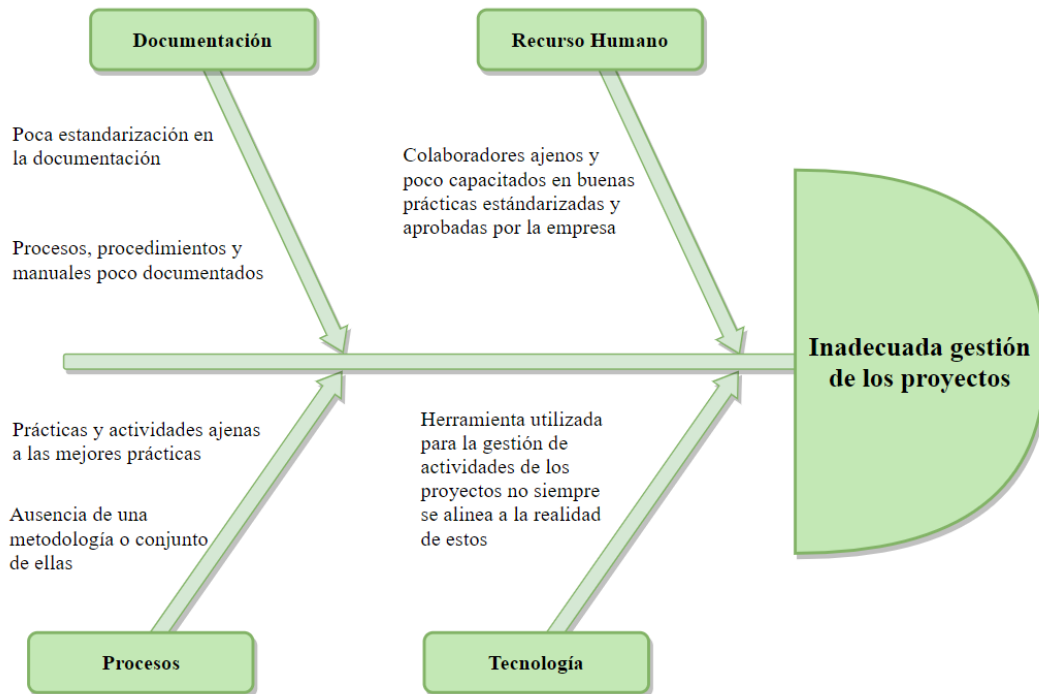 Documentación
Recurso Humano
Poca estandarización en
la documentación
Procesos, procedimientos y
manuales poco documentados
Colaboradores ajenos y
poco capacitados en buenas
prácticas estándarizadas y
aprobadas por la empresa
Inadecuada gestión
de los proyectos
Prácticas y actividades ajenas
a las mejores prácticas
Ausencia de una
metodología o conjunto
de ellas
Herramienta utilizada
para la gestión de
actividades de los
proyectos no siempre
se alinea a la realidad
de estos
Procesos
Tecnología